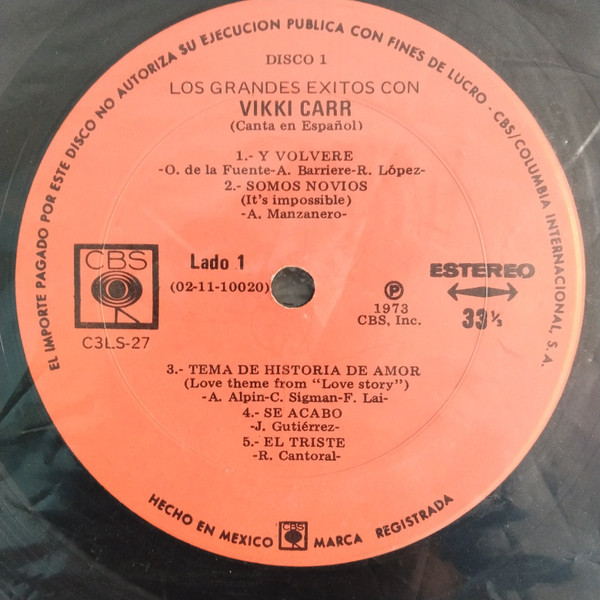 EL IMPORTE PAGADO POR ESTE DISCO NO AUTORIZA SU EJECUCION PUBLICA CON FINES DE LUCRO · CBS/COLUMBIA INTERNACIONAL, S.A.
DISCO 1
LOS GRANDES EXITOS CON
VIKKI CARR
(Canta en Español)
1.- Y VOLVERE
-O. de la Fuente-A. Barriere-R. López-
2.- SOMOS NOVIOS
(It's impossible)
-A. Manzanero-
CBS
C3LS-27
Lado 1
(02-11-10020)
P
1973
CBS, Inc.
ESTEREO
33 1/3
3.- TEMA DE HISTORIA DE AMOR
(Love theme from "Love story")
-A. Alpin-C. Sigman-F. Lai-
4.- SE ACABO
-J. Gutiérrez-
5.- EL TRISTE
-R. Cantoral-
HECHO EN MEXICO CBS MARCA REGISTRADA